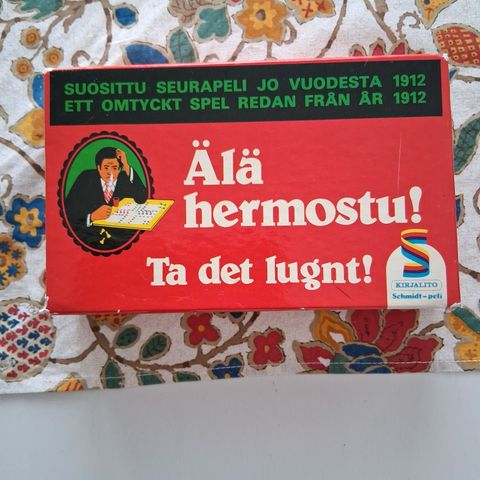 SUOSITTU SEURAPELI JO VUODESTA 1912
ETT OMTYCKT SPEL REDAN FRÅN ÅR 1912
Älä
hermostu!
Ta det lugnt!
KIRJALITO
Schmidt-peli